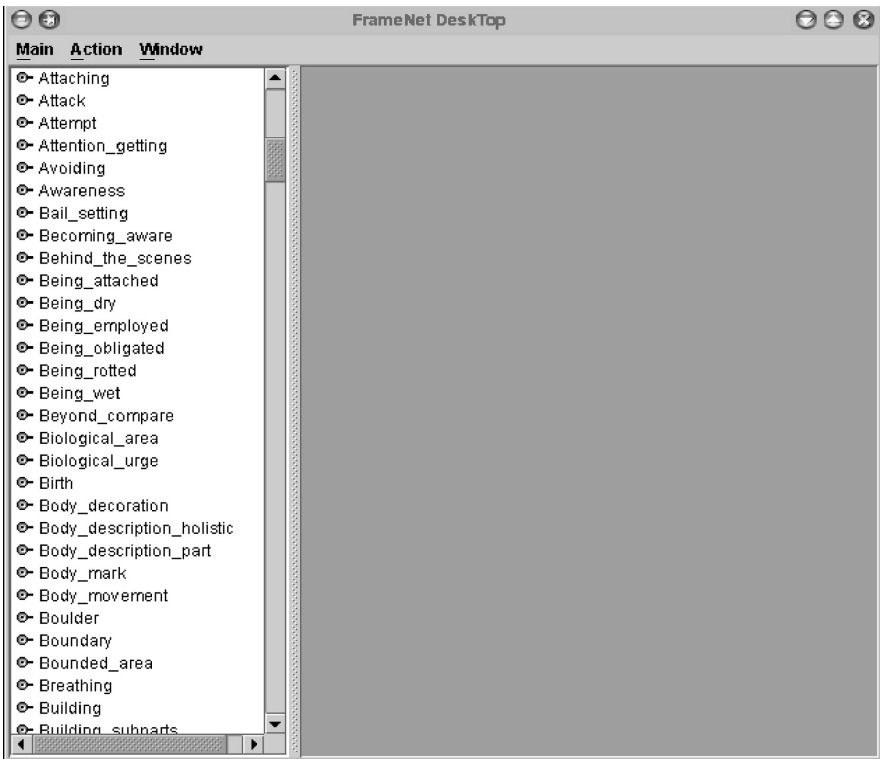 FrameNet DeskTop
Main Action Window
Attaching
Attack
Attempt
Attention_getting
Avoiding
Awareness
Bail_setting
Becoming_aware
Behind_the_scenes
Being_attached
Being_dry
Being_employed
Being_obligated
Being_rotted
Being_wet
Beyond_compare
Biological_area
Biological_urge
Birth
Body_decoration
Body_description_holistic
Body_description_part
Body_mark
Body_movement
Boulder
Boundary
Bounded_area
Breathing
Building
Building_subparts